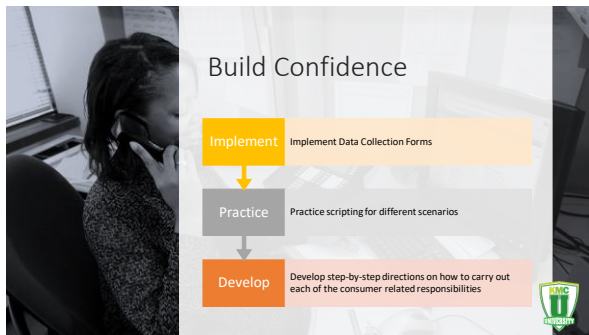 Build Confidence
Implement
Implement Data Collection Forms
Practice
Practice scripting for different scenarios
Develop
Develop step-by-step directions on how to carry out
each of the consumer related responsibilities
KMC
U
UNIVERSITY